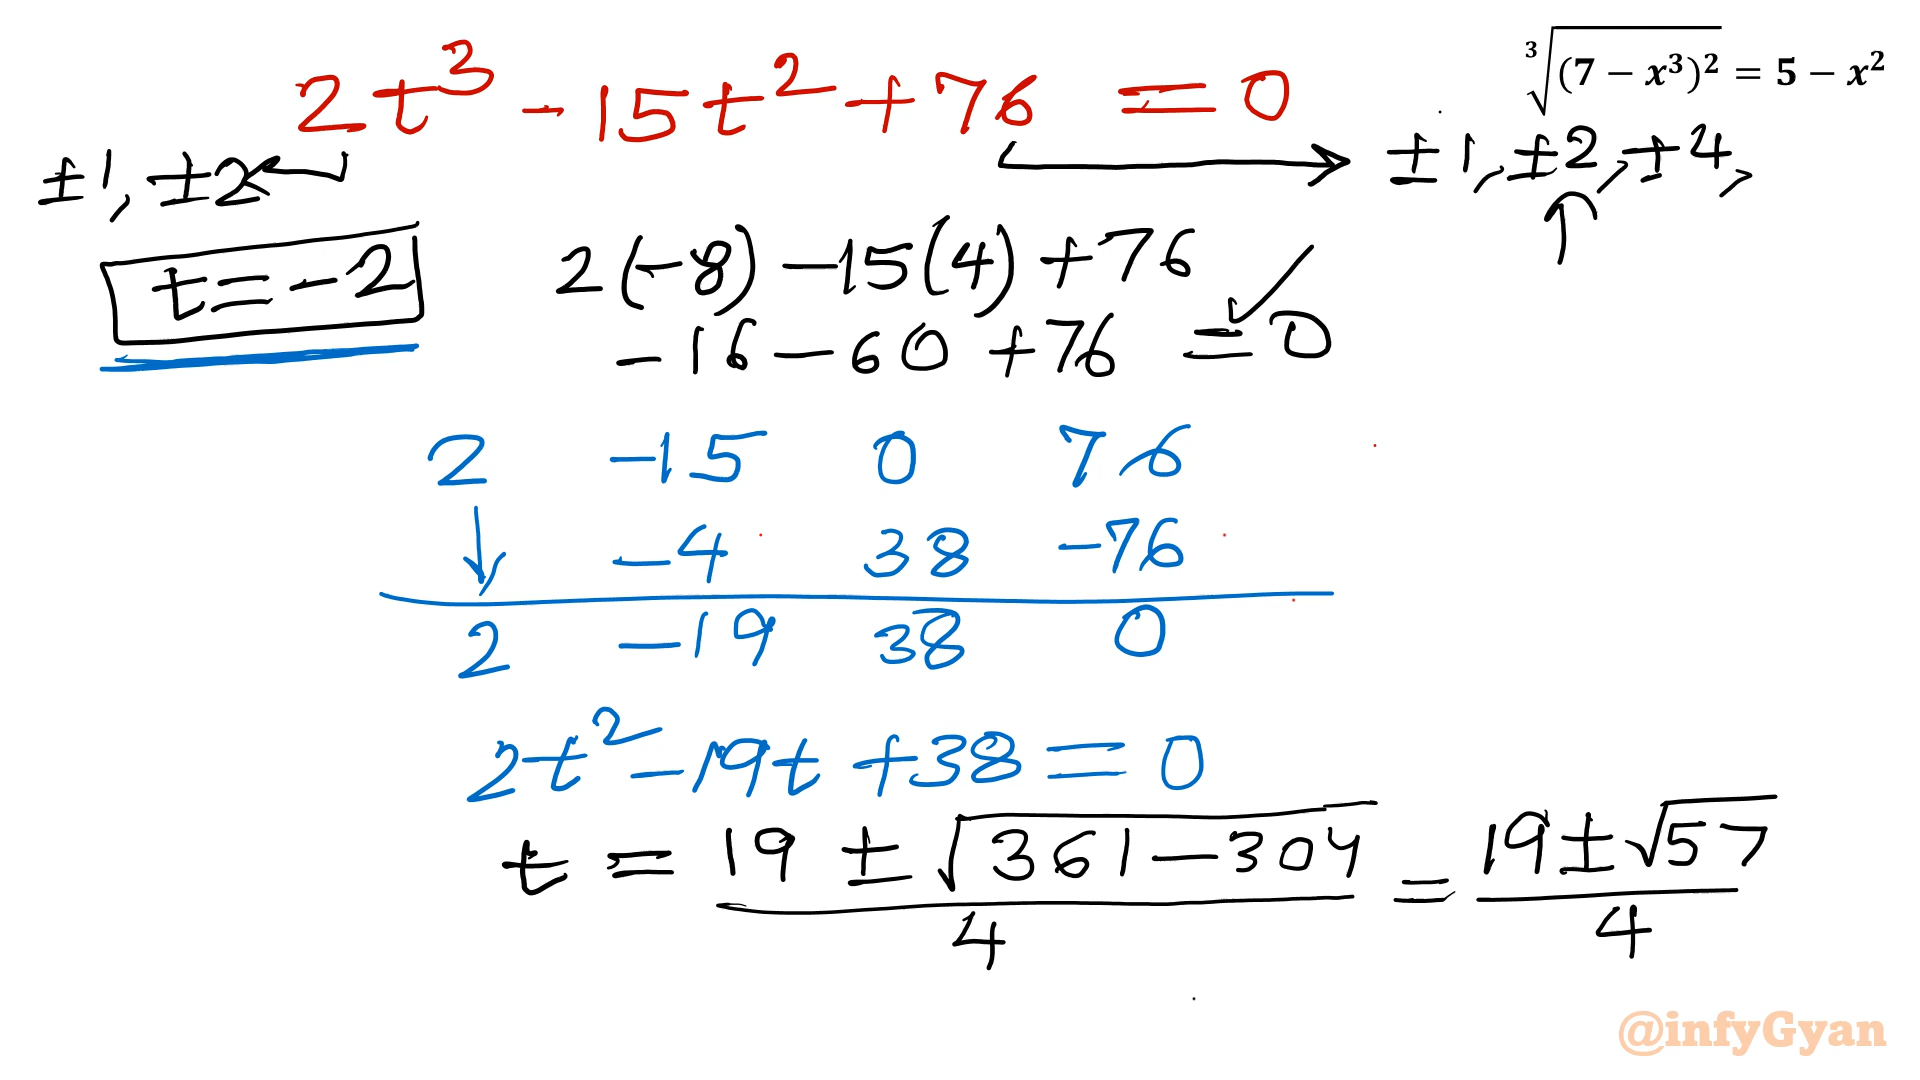 2t³ - 15t² + 76 = 0
∛(7 − x³)² = 5 − x²
±1, ±2
±1, ±2, ±4,
t = -2
2(-8) - 15(4) + 76
- 16 - 60 + 76 = 0
2 -15 0 76
-4 38 -76
2 -19 38 0
2t² - 19t + 38 = 0
t = (19 ± √(361 - 304))/4 = (19 ± √57)/4
@infyGyan